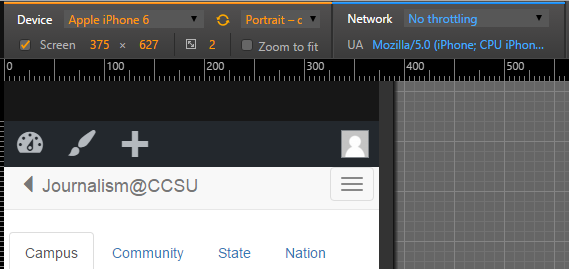 Device Apple iPhone 6 Portrait – c Network No throttling
Screen 375 × 627 2 Zoom to fit UA Mozilla/5.0 (iPhone; CPU iPhon...
0 100 200 300 400 500
Journalism@CCSU
Campus Community State Nation